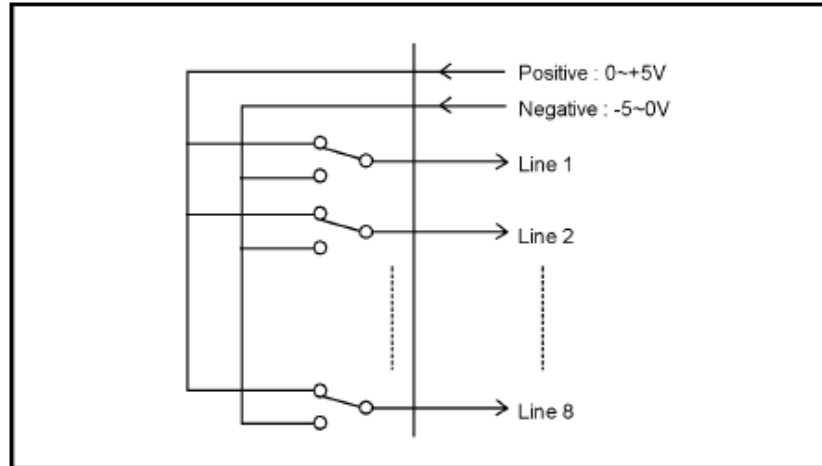 Positive : 0~+5V
Negative : -5~0V
Line 1
Line 2
Line 8